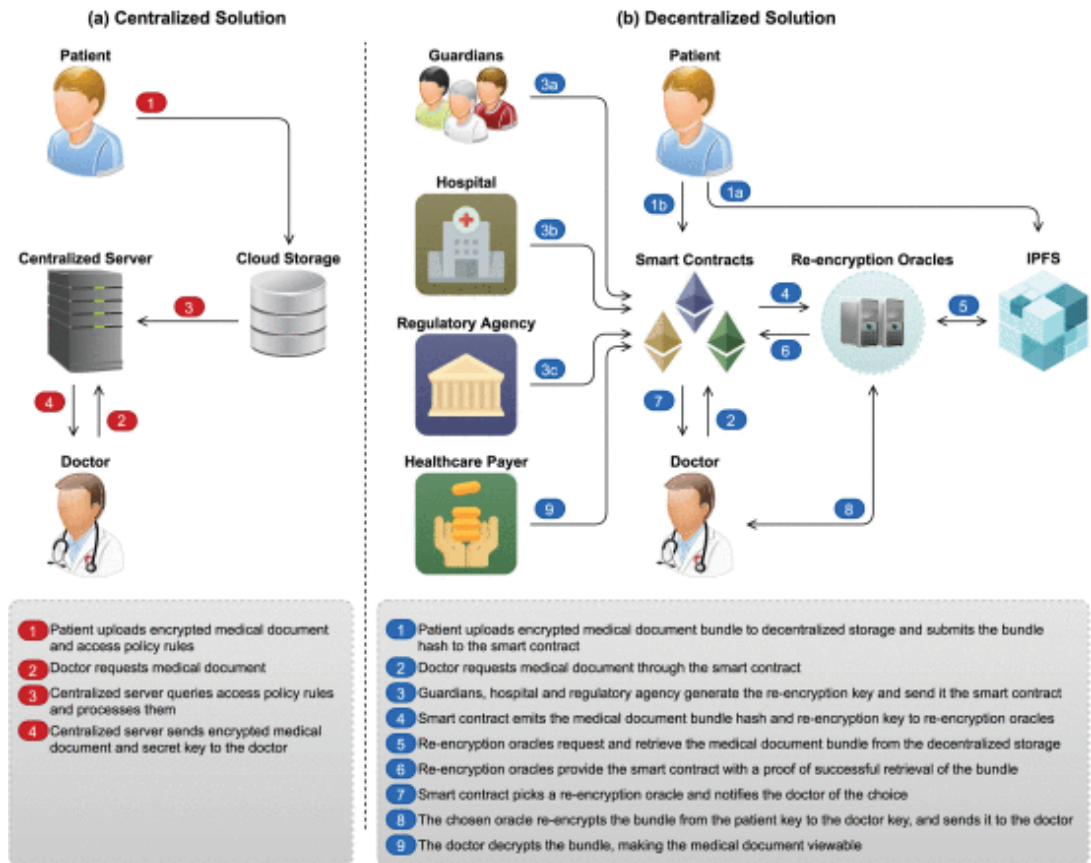 (a) Centralized Solution
Patient
1
Centralized Server
Cloud Storage
3
4
2
Doctor
1 Patient uploads encrypted medical document
and access policy rules
2 Doctor requests medical document
3 Centralized server queries access policy rules
and processes them
4 Centralized server sends encrypted medical
document and secret key to the doctor
(b) Decentralized Solution
Guardians
Patient
3a
1a
1b
Hospital
3b
Smart Contracts
Re-encryption Oracles
IPFS
4
5
6
Regulatory Agency
3c
7
2
Healthcare Payer
Doctor
9
8
1 Patient uploads encrypted medical document bundle to decentralized storage and submits the bundle
hash to the smart contract
2 Doctor requests medical document through the smart contract
3 Guardians, hospital and regulatory agency generate the re-encryption key and send it the smart contract
4 Smart contract emits the medical document bundle hash and re-encryption key to re-encryption oracles
5 Re-encryption oracles request and retrieve the medical document bundle from the decentralized storage
6 Re-encryption oracles provide the smart contract with a proof of successful retrieval of the bundle
7 Smart contract picks a re-encryption oracle and notifies the doctor of the choice
8 The chosen oracle re-encrypts the bundle from the patient key to the doctor key, and sends it to the doctor
9 The doctor decrypts the bundle, making the medical document viewable